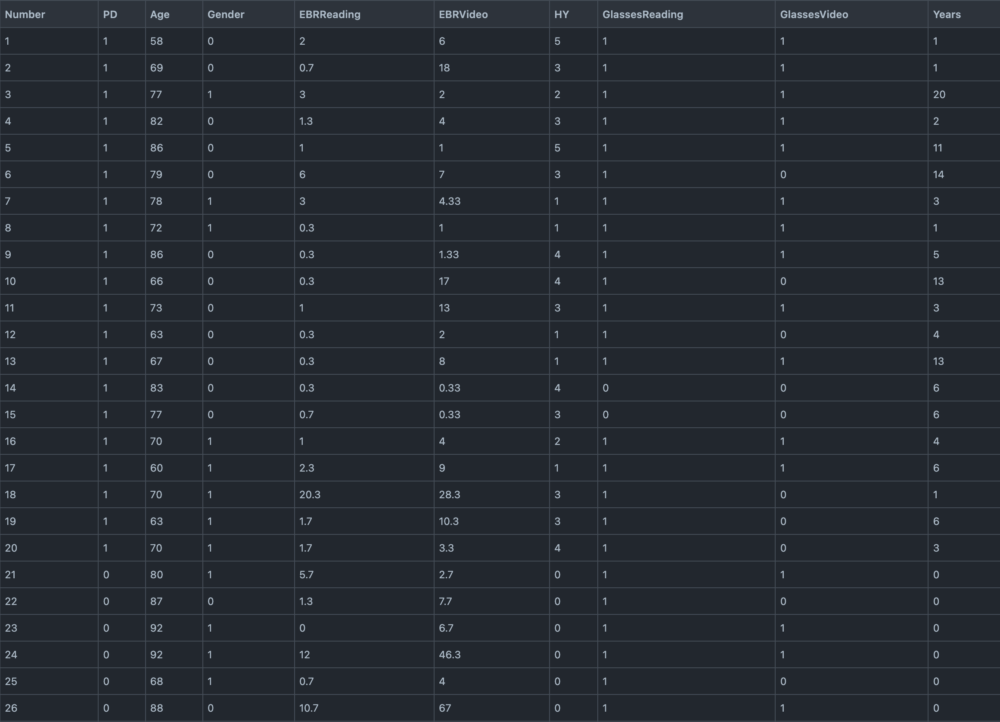 Number PD Age Gender EBRReading EBRVideo HY GlassesReading GlassesVideo Years
1 1 58 0 2 6 5 1 1 1
2 1 69 0 0.7 18 3 1 1 1
3 1 77 1 3 2 2 1 1 20
4 1 82 0 1.3 4 3 1 1 2
5 1 86 0 1 1 5 1 1 11
6 1 79 0 6 7 3 1 0 14
7 1 78 1 3 4.33 1 1 1 3
8 1 72 1 0.3 1 1 1 1 1
9 1 86 0 0.3 1.33 4 1 1 5
10 1 66 0 0.3 17 4 1 0 13
11 1 73 0 1 13 3 1 1 3
12 1 63 0 0.3 2 1 1 0 4
13 1 67 0 0.3 8 1 1 1 13
14 1 83 0 0.3 0.33 4 0 0 6
15 1 77 0 0.7 0.33 3 0 0 6
16 1 70 1 1 4 2 1 1 4
17 1 60 1 2.3 9 1 1 1 6
18 1 70 1 20.3 28.3 3 1 0 1
19 1 63 1 1.7 10.3 3 1 0 6
20 1 70 1 1.7 3.3 4 1 0 3
21 0 80 1 5.7 2.7 0 1 1 0
22 0 87 0 1.3 7.7 0 1 0 0
23 0 92 1 0 6.7 0 1 1 0
24 0 92 1 12 46.3 0 1 1 0
25 0 68 1 0.7 4 0 1 0 0
26 0 88 0 10.7 67 0 1 1 0